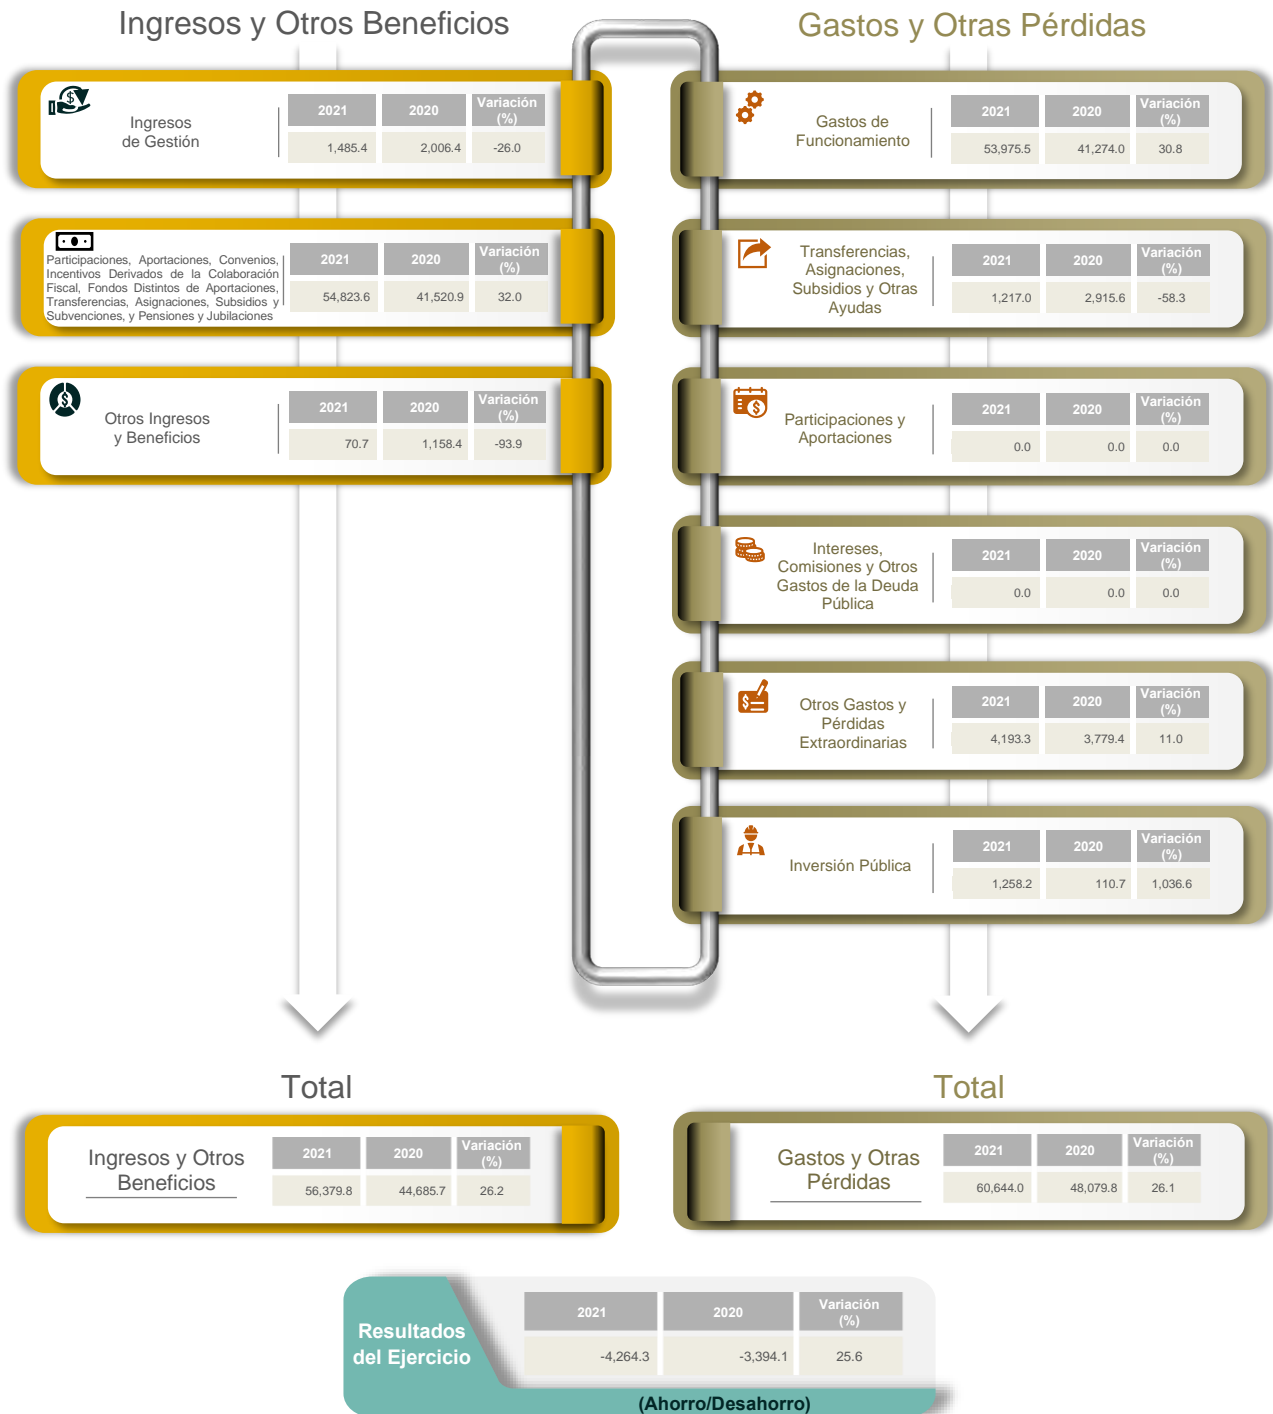 Ingresos y Otros Beneficios
Ingresos
de Gestión
2021 2020 Variación
(%)
1,485.4 2,006.4 -26.0
Participaciones, Aportaciones, Convenios,
Incentivos Derivados de la Colaboración
Fiscal, Fondos Distintos de Aportaciones,
Transferencias, Asignaciones, Subsidios y
Subvenciones, y Pensiones y Jubilaciones
2021 2020 Variación
(%)
54,823.6 41,520.9 32.0
Otros Ingresos
y Beneficios
2021 2020 Variación
(%)
70.7 1,158.4 -93.9
Gastos y Otras Pérdidas
Gastos de
Funcionamiento
2021 2020 Variación
(%)
53,975.5 41,274.0 30.8
Transferencias,
Asignaciones,
Subsidios y Otras
Ayudas
2021 2020 Variación
(%)
1,217.0 2,915.6 -58.3
Participaciones y
Aportaciones
2021 2020 Variación
(%)
0.0 0.0 0.0
Intereses,
Comisiones y Otros
Gastos de la Deuda
Pública
2021 2020 Variación
(%)
0.0 0.0 0.0
Otros Gastos y
Pérdidas
Extraordinarias
2021 2020 Variación
(%)
4,193.3 3,779.4 11.0
Inversión Pública
2021 2020 Variación
(%)
1,258.2 110.7 1,036.6
Total
Ingresos y Otros
Beneficios
2021 2020 Variación
(%)
56,379.8 44,685.7 26.2
Total
Gastos y Otras
Pérdidas
2021 2020 Variación
(%)
60,644.0 48,079.8 26.1
Resultados
del Ejercicio
2021 2020 Variación
(%)
-4,264.3 -3,394.1 25.6
(Ahorro/Desahorro)